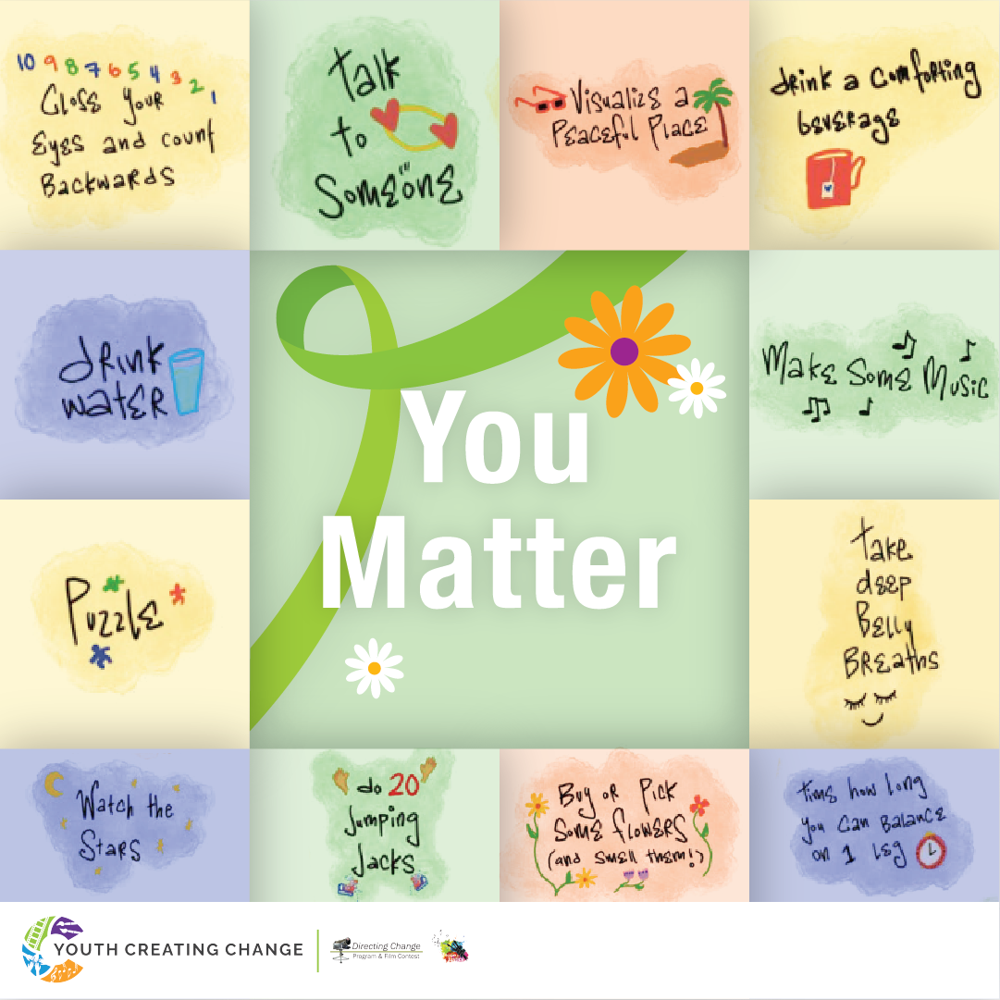 10 9 8 7 6 5 4 3 2 1
Close your
Eyes and count
Backwards
talk
to
Someone
Visualize a
Peaceful Place
drink a comforting
beverage
drink
water
You
Matter
Make Some Music
Puzzle
take
deep
Belly
BReaths
Watch the
Stars
do 20
Jumping
Jacks
Buy or Pick
Some flowers
(and smell them!)
time how long
you can Balance
on 1 leg
YOUTH CREATING CHANGE
Directing Change
Program & Film Contest